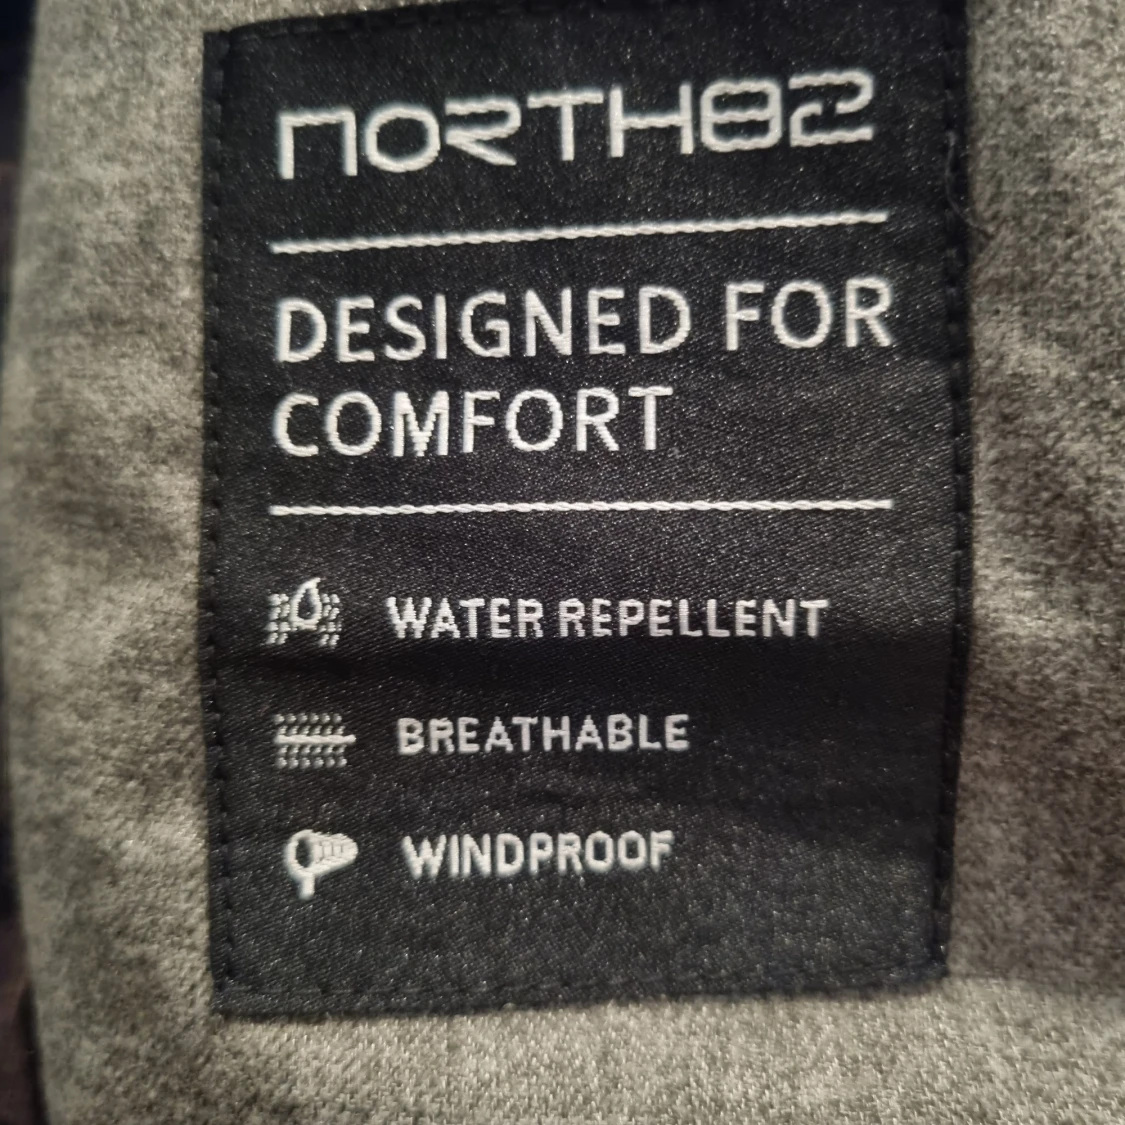 NORTH82
DESIGNED FOR
COMFORT
WATER REPELLENT
BREATHABLE
WINDPROOF